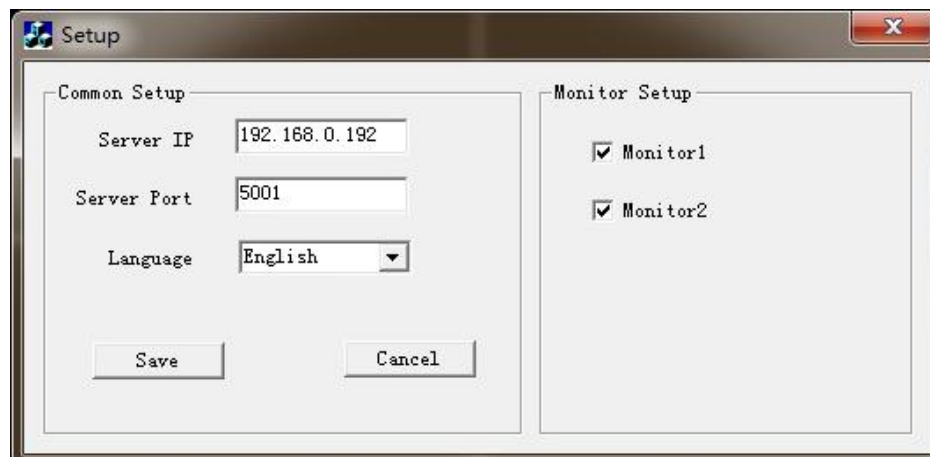 Setup
Common Setup
Server IP 192.168.0.192
Server Port 5001
Language English
Save Cancel
Monitor Setup
Monitor1
Monitor2